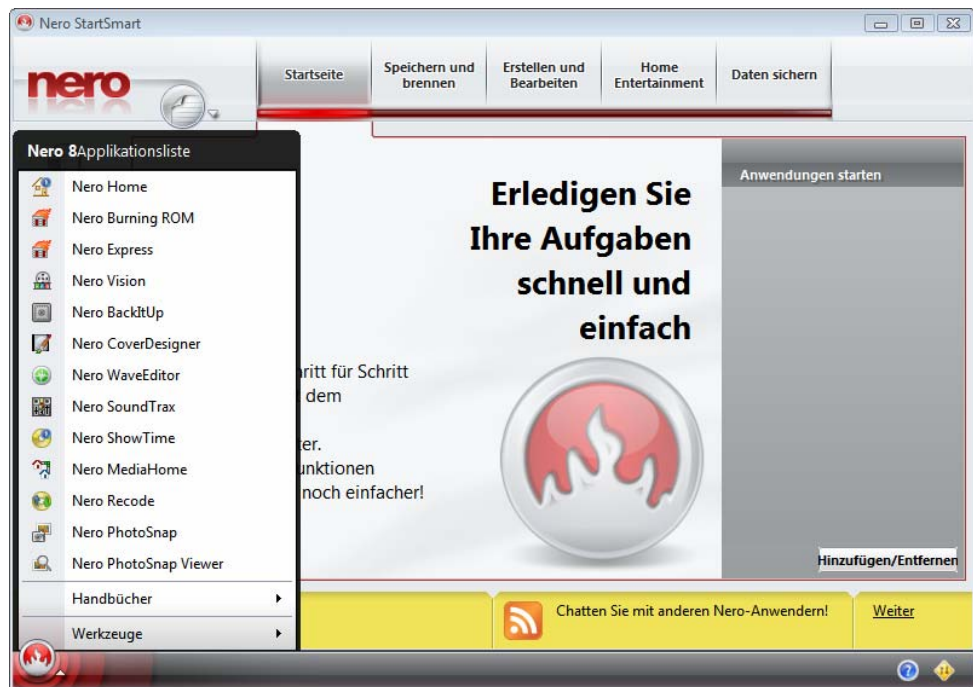 Nero StartSmart
nero
Startseite
Speichern und
brennen
Erstellen und
Bearbeiten
Home
Entertainment
Daten sichern
Nero 8Applikationsliste
Nero Home
Nero Burning ROM
Nero Express
Nero Vision
Nero BackItUp
Nero CoverDesigner
Nero WaveEditor
Nero SoundTrax
Nero ShowTime
Nero MediaHome
Nero Recode
Nero PhotoSnap
Nero PhotoSnap Viewer
Handbücher
Werkzeuge
Erledigen Sie
Ihre Aufgaben
schnell und
einfach
ritt für Schritt
dem
er.
unktionen
noch einfacher!
Anwendungen starten
Hinzufügen/Entfernen
Chatten Sie mit anderen Nero-Anwendern!
Weiter